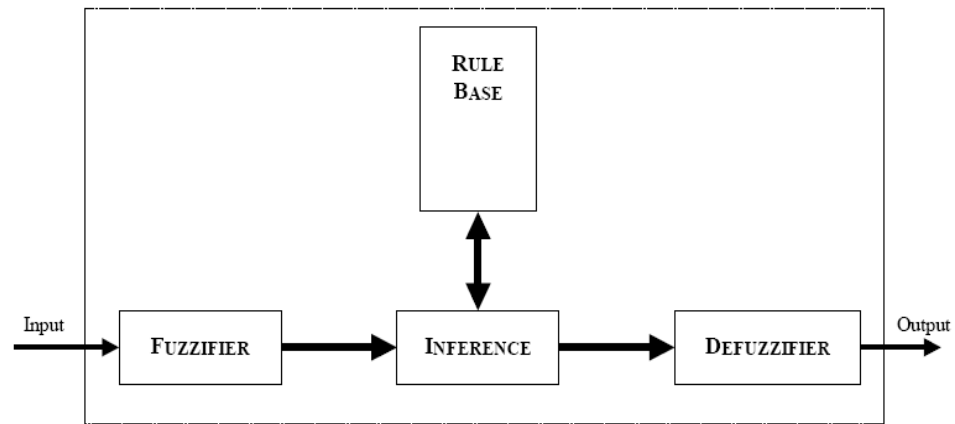 RULE
BASE
Input
FUZZIFIER
INFERENCE
DEFUZZIFIER
Output